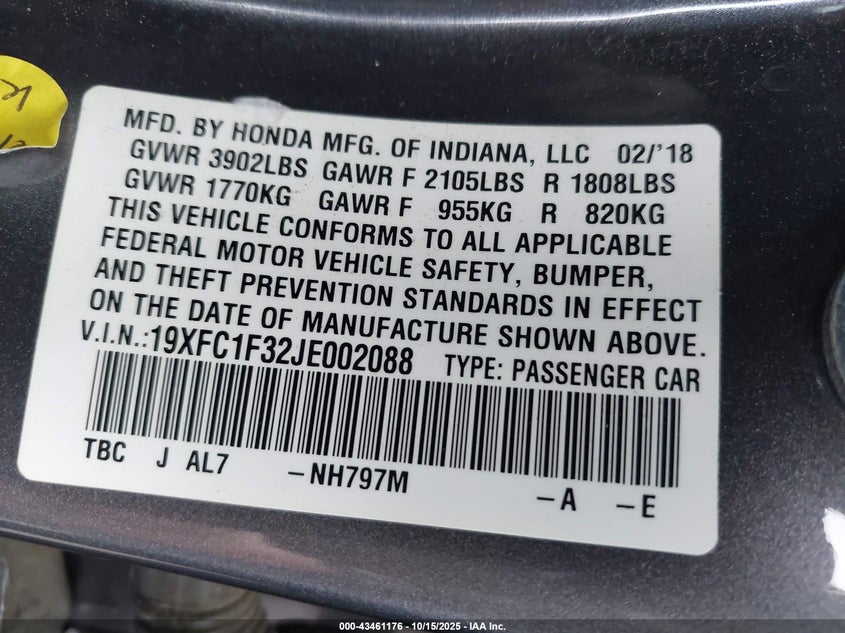 MFD. BY HONDA MFG. OF INDIANA, LLC 02/'18
GVWR 3902LBS GAWR F 2105LBS R 1808LBS
GVWR 1770KG GAWR F 955KG R 820KG
THIS VEHICLE CONFORMS TO ALL APPLICABLE
FEDERAL MOTOR VEHICLE SAFETY, BUMPER,
AND THEFT PREVENTION STANDARDS IN EFFECT
ON THE DATE OF MANUFACTURE SHOWN ABOVE.
V.I.N.:19XFC1F32JE002088 TYPE: PASSENGER CAR
TBC J AL7 -NH797M -A -E
000-43461176 - 10/15/2025 - IAA Inc.